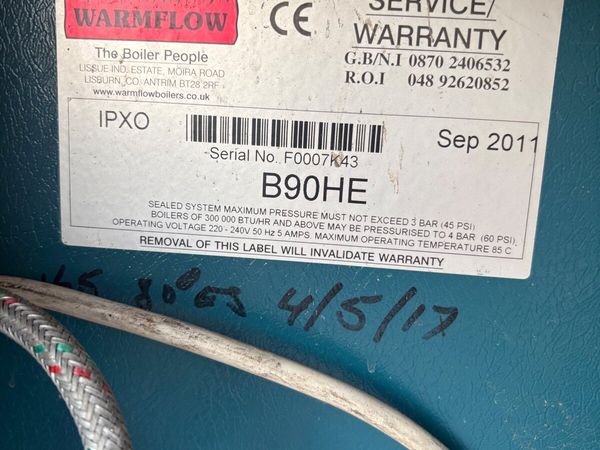 WARMFLOW
The Boiler People
LISSUE IND. ESTATE, MOIRA ROAD
LISBURN, CO. ANTRIM BT28 2RF
www.warmflowboilers.co.uk
CE
SERVICE/
WARRANTY
G.B/N.I 0870 2406532
R.O.I 048 92620852
IPXO
Sep 2011
Serial No. F0007K43
B90HE
SEALED SYSTEM MAXIMUM PRESSURE MUST NOT EXCEED 3 BAR (45 PSI)
BOILERS OF 300 000 BTU/HR AND ABOVE MAY BE PRESSURISED TO 4 BAR (60 PSI).
OPERATING VOLTAGE 220 - 240V 50 Hz 5 AMPS. MAXIMUM OPERATING TEMPERATURE 85 C
REMOVAL OF THIS LABEL WILL INVALIDATE WARRANTY
80° 4/5/17